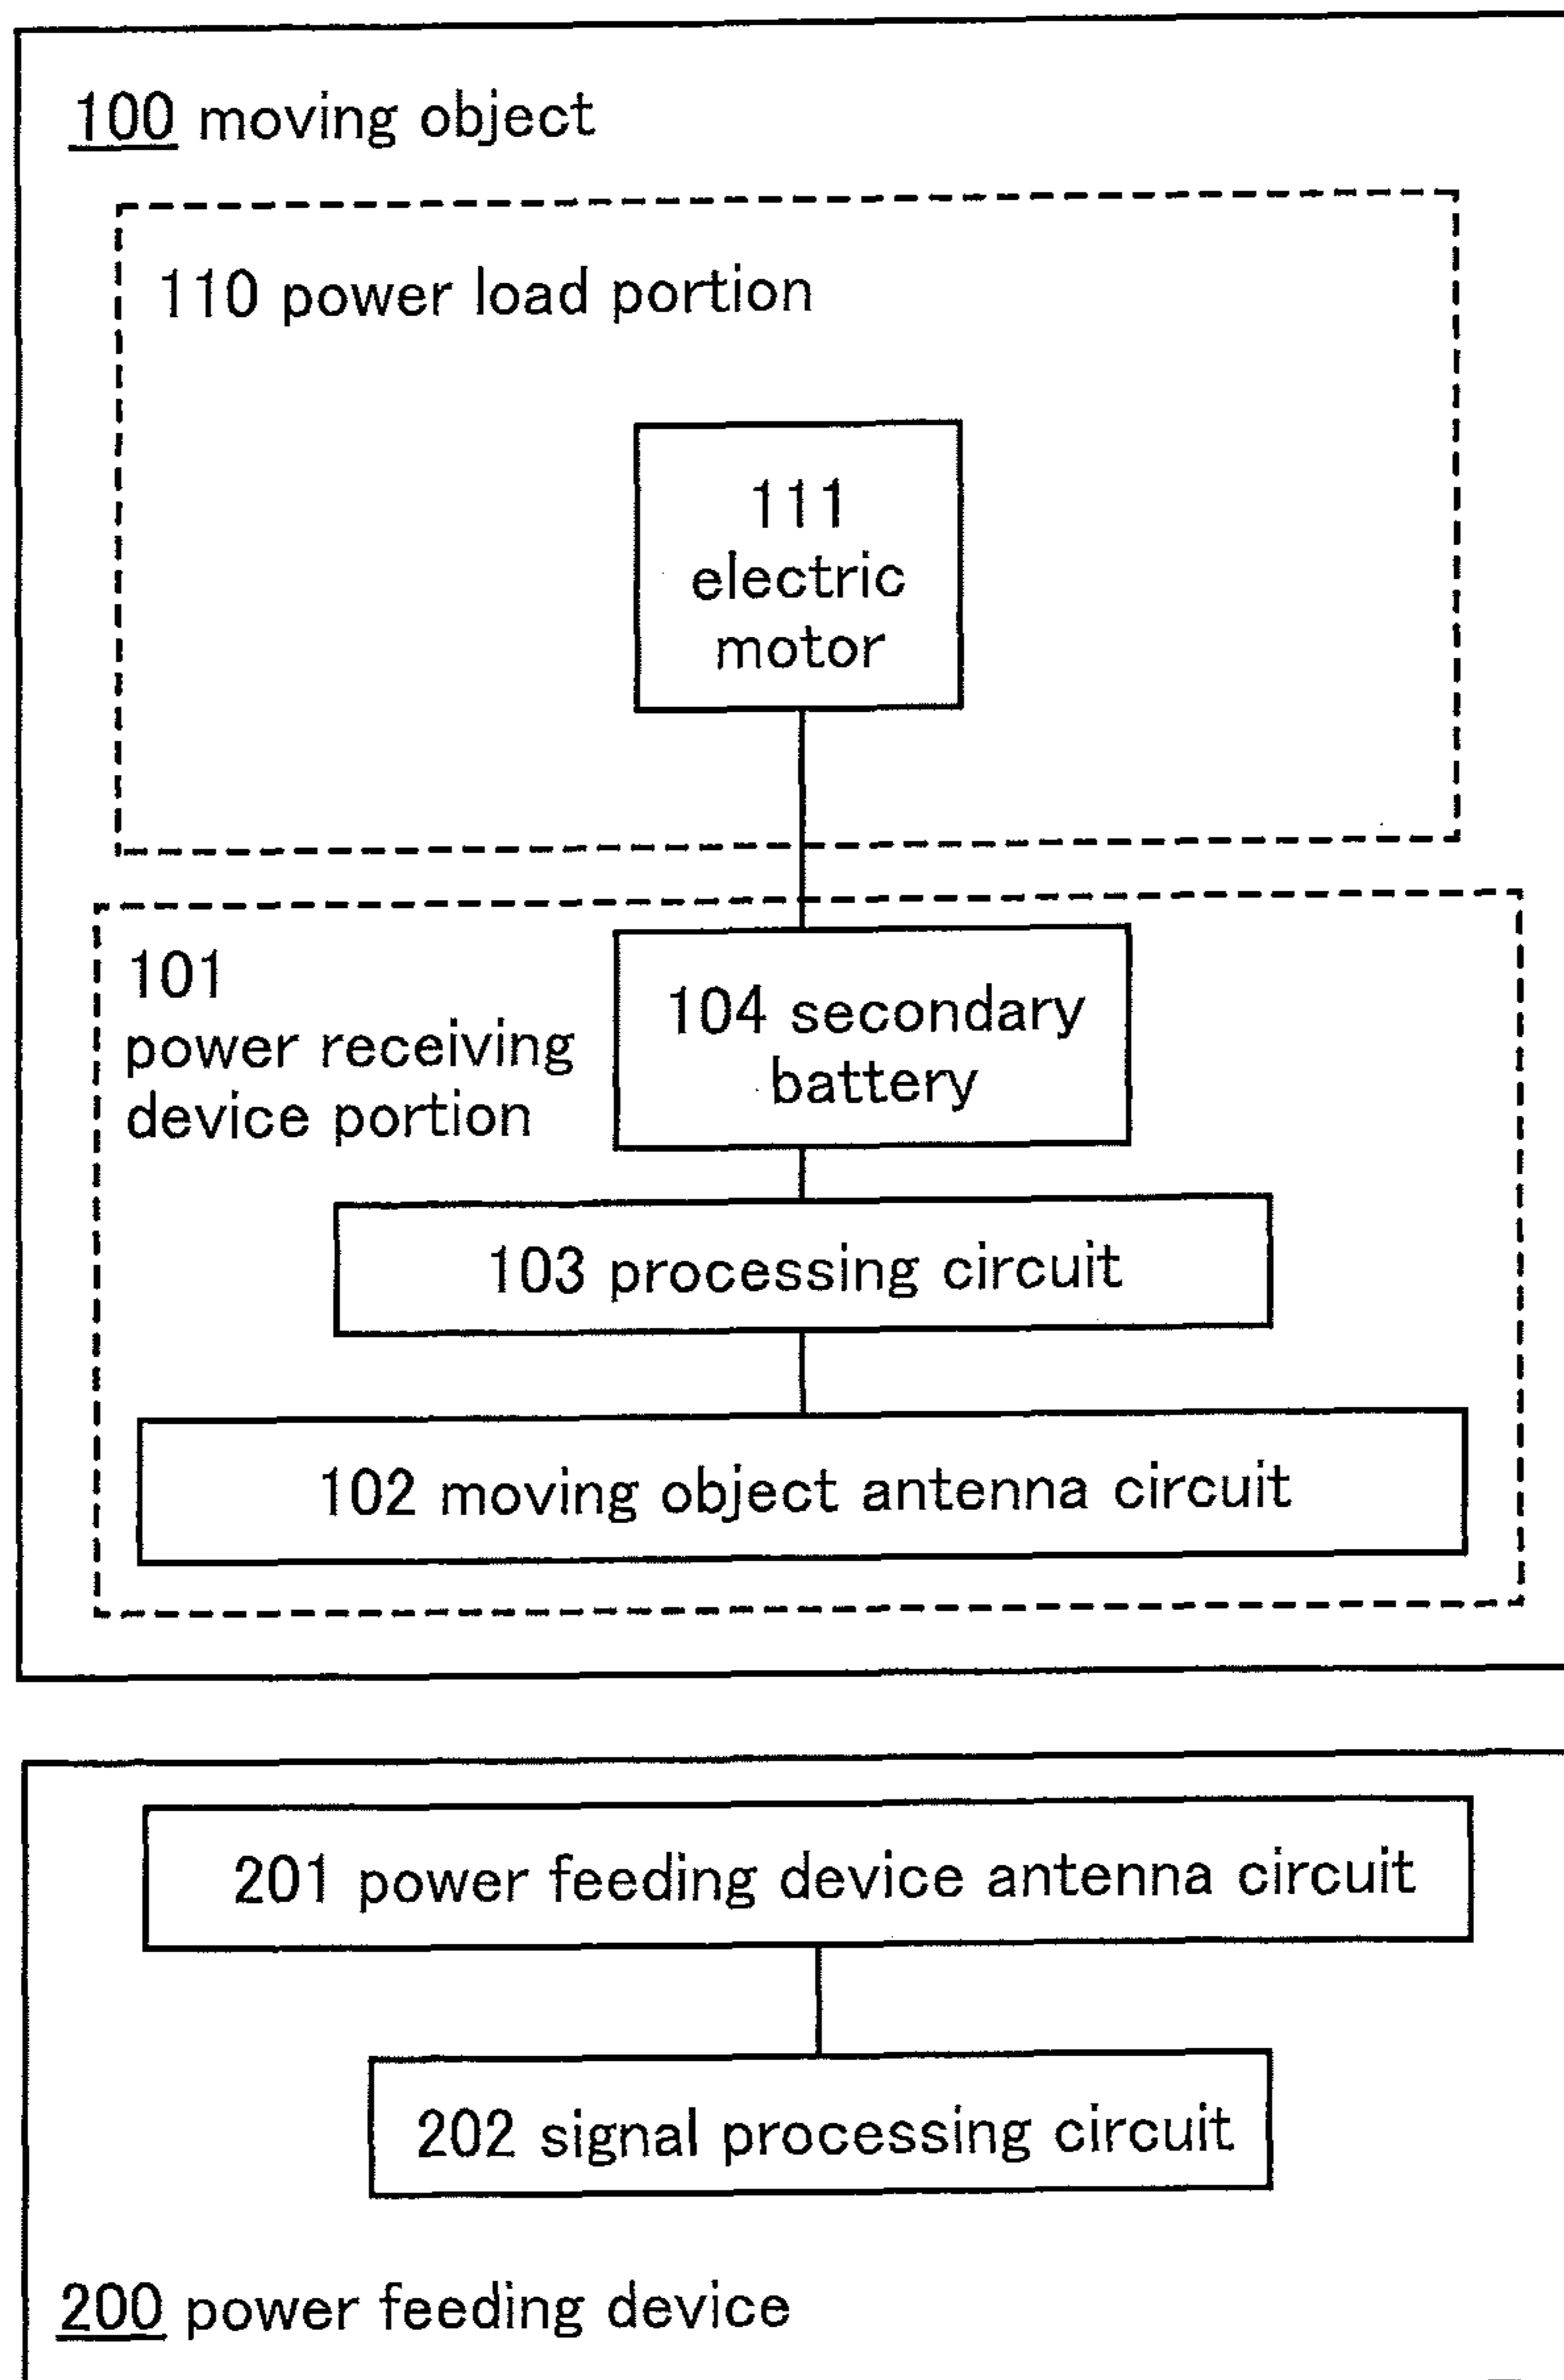 100 moving object
110 power load portion
111
electric
motor
101
power receiving
device portion
104 secondary
battery
103 processing circuit
102 moving object antenna circuit
201 power feeding device antenna circuit
202 signal processing circuit
200 power feeding device